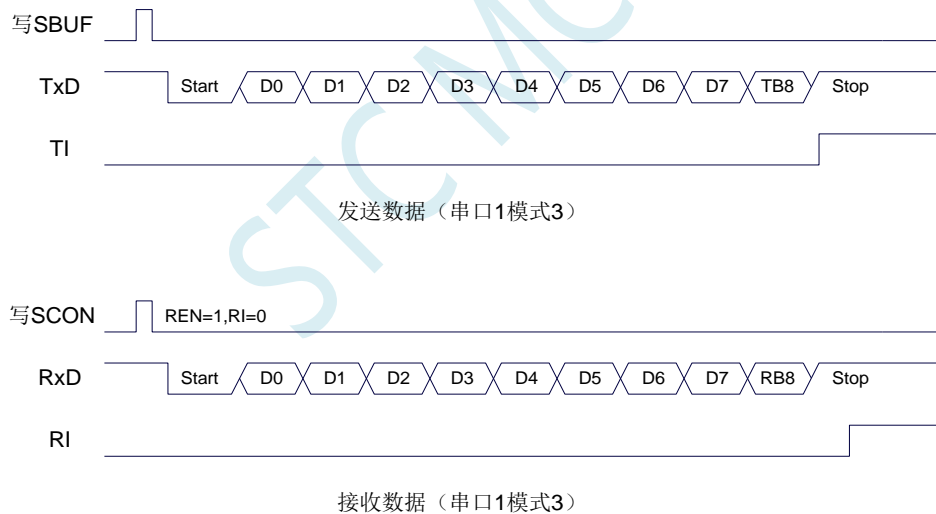 写SBUF
TxD Start D0 D1 D2 D3 D4 D5 D6 D7 TB8 Stop
TI
发送数据（串口1模式3）
写SCON REN=1,RI=0
RxD Start D0 D1 D2 D3 D4 D5 D6 D7 RB8 Stop
RI
接收数据（串口1模式3）
STC MC